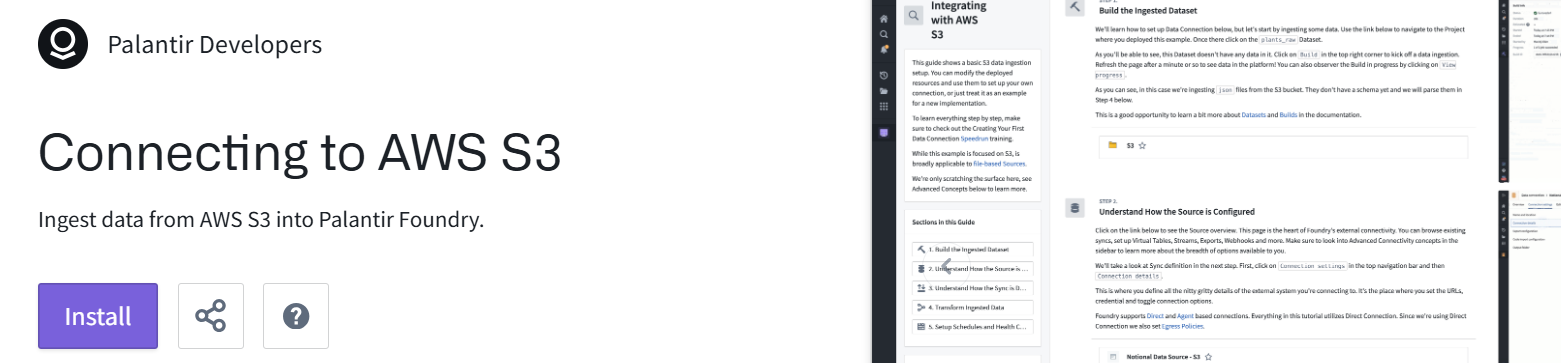 Palantir Developers
Connecting to AWS S3
Ingest data from AWS S3 into Palantir Foundry.
Install
Integrating
with AWS
S3
This guide shows a basic S3 data ingestion
setup. You can modify the deployed
resources and use them to set up your own
connection, or just treat it as an example
for a new implementation.
To learn everything step by step, make
sure to check out the Creating Your First
Data Connection Speedrun training.
While this example is focused on S3, is
broadly applicable to file-based Sources.
We're only scratching the surface here, see
Advanced Concepts below to learn more.
Sections in this Guide
1. Build the Ingested Dataset
2. Understand How the Source is ...
3. Understand How the Sync is D...
4. Transform Ingested Data
5. Setup Schedules and Health C...
Build the Ingested Dataset
We'll learn how to set up Data Connection below, but let's start by ingesting some data. Use the link below to navigate to the Project
where you deployed this example. Once there click on the plants_raw Dataset.
As you'll be able to see, this Dataset doesn't have any data in it. Click on Build in the top right corner to kick off a data ingestion.
Refresh the page after a minute or so to see data in the platform! You can also observe the Build in progress by clicking on View
progress.
As you can see, in this case we're ingesting json files from the S3 bucket. They don't have a schema yet and we will parse them in
Step 4 below.
This is a good opportunity to learn a bit more about Datasets and Builds in the documentation.
S3
STEP 2.
Understand How the Source is Configured
Click on the link below to see the Source overview. This page is the heart of Foundry's external connectivity. You can browse existing
syncs, set up Virtual Tables, Streams, Exports, Webhooks and more. Make sure to look into Advanced Connectivity concepts in the
sidebar to learn more about the breadth of options available to you.
We'll take a look at Sync definition in the next step. First, click on Connection settings in the top navigation bar and then
Connection details.
This is where you define all the nitty gritty details of the external system you're connecting to. It's the place where you set the URLs,
credential and toggle connection options.
Foundry supports Direct and Agent based connections. Everything in this tutorial utilizes Direct Connection. Since we're using Direct
Connection we also set Egress Policies.
Notional Data Source - S3